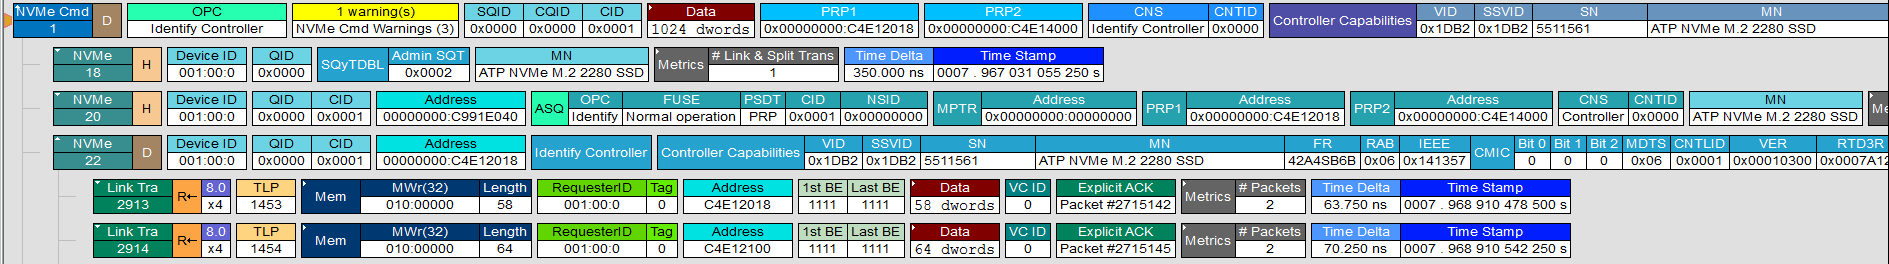 NVMe Cmd OPC 1 warning(s) SQID CQID CID Data PRP1 PRP2 CNS CNTID VID SSVID SN MN
1 D Identify Controller NVMe Cmd Warnings (3) 0x0000 0x0000 0x0001 1024 dwords 0x00000000:C4E12018 0x00000000:C4E14000 Identify Controller 0x0000 Controller Capabilities 0x1DB2 0x1DB2 5511561 ATP NVMe M.2 2280 SSD
NVMe Device ID QID Admin SQT MN # Link & Split Trans Time Delta Time Stamp
18 H 001:00:0 0x0000 SQyTDBL 0x0002 ATP NVMe M.2 2280 SSD Metrics 1 350.000 ns 0007 . 967 031 055 250 s
NVMe Device ID QID CID Address OPC FUSE PSDT CID NSID Address Address Address CNS CNTID MN
20 H 001:00:0 0x0000 0x0001 00000000:C991E040 ASQ Identify Normal operation PRP 0x0001 0x00000000 MPTR 0x00000000:00000000 PRP1 0x00000000:C4E12018 PRP2 0x00000000:C4E14000 Controller 0x0000 ATP NVMe M.2 2280 SSD Me
NVMe Device ID QID CID Address VID SSVID SN MN FR RAB IEEE Bit 0 Bit 1 Bit 2 MDTS CNTLID VER RTD3R
22 D 001:00:0 0x0000 0x0001 00000000:C4E12018 Identify Controller Controller Capabilities 0x1DB2 0x1DB2 5511561 ATP NVMe M.2 2280 SSD 42A4SB6B 0x06 0x141357 CMIC 0 0 0 0x06 0x0001 0x00010300 0x0007A12
Link Tra 8.0 TLP MWr(32) Length RequesterID Tag Address 1st BE Last BE Data VC ID Explicit ACK # Packets Time Delta Time Stamp
2913 R← x4 1453 Mem 010:00000 58 001:00:0 0 C4E12018 1111 1111 58 dwords 0 Packet #2715142 Metrics 2 63.750 ns 0007 . 968 910 478 500 s
Link Tra 8.0 TLP MWr(32) Length RequesterID Tag Address 1st BE Last BE Data VC ID Explicit ACK # Packets Time Delta Time Stamp
2914 R← x4 1454 Mem 010:00000 64 001:00:0 0 C4E12100 1111 1111 64 dwords 0 Packet #2715145 Metrics 2 70.250 ns 0007 . 968 910 542 250 s